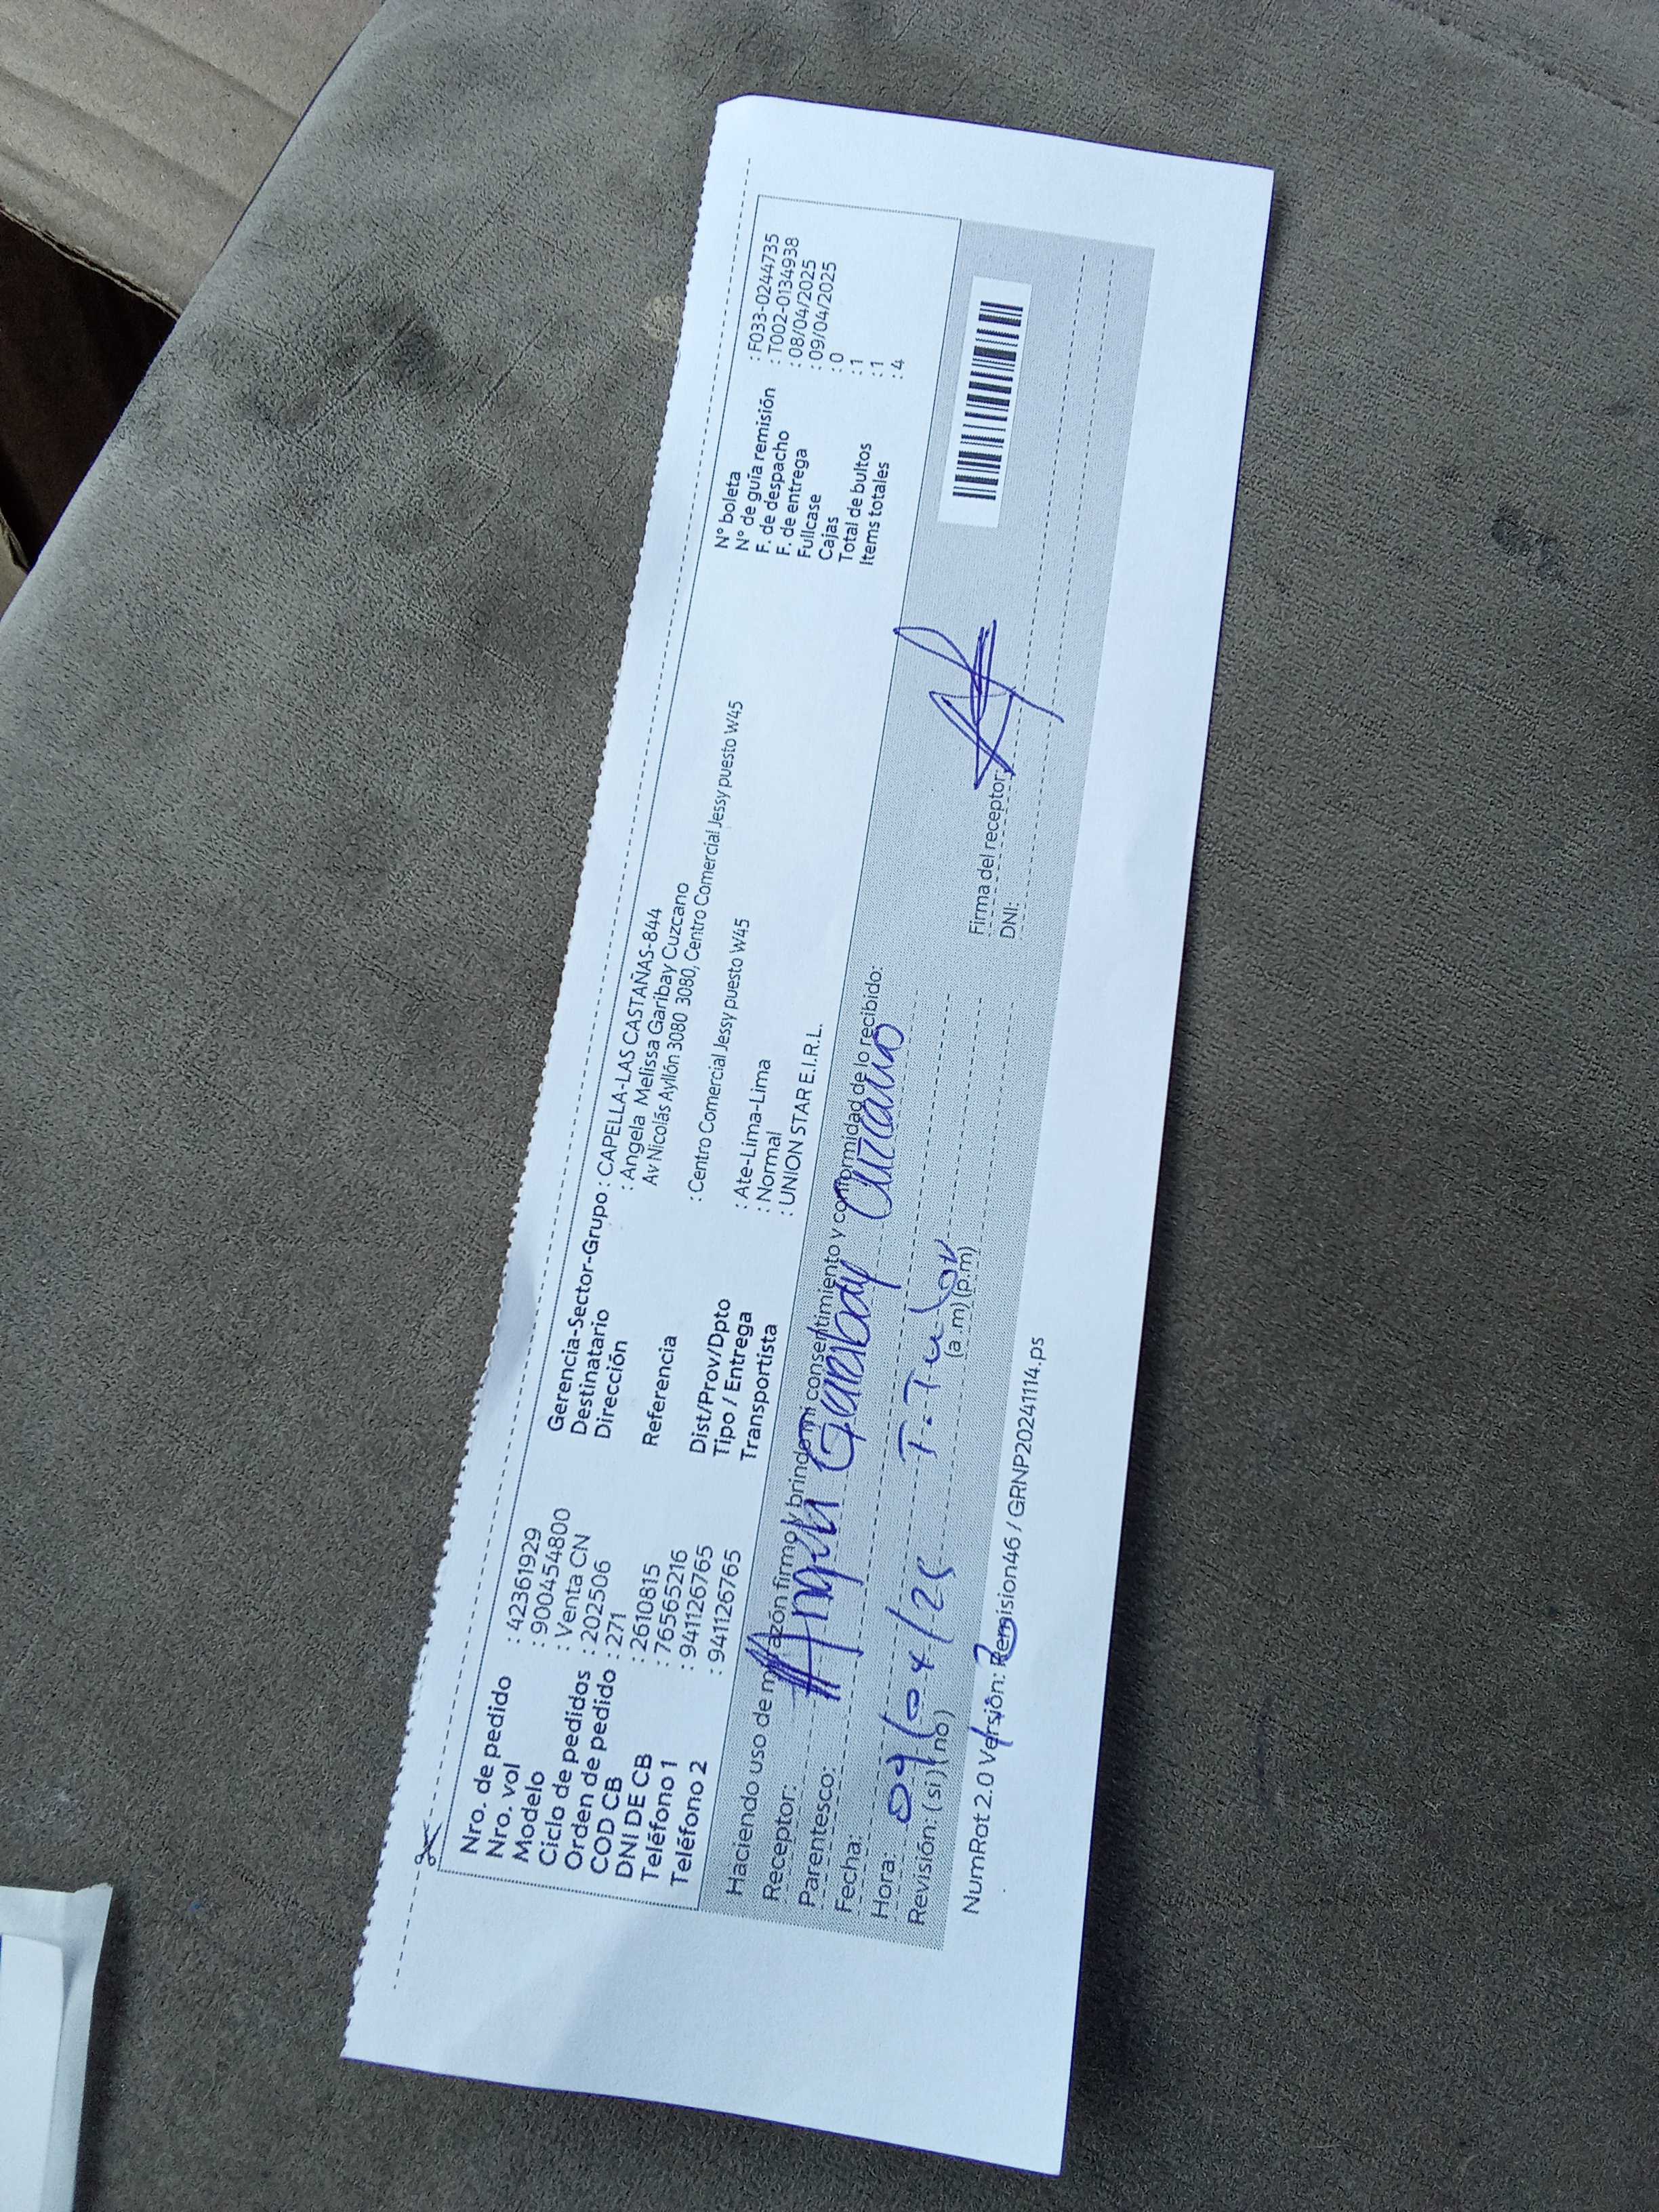 Nro. de pedido : 42361929
Nro. vol : 900454800
Modelo : Venta CN
Ciclo de pedidos : 202506
Orden de pedido : 271
COD CB : 2610815
DNI DE CB : 76565216
Teléfono 1 : 941126765
Teléfono 2 : 941126765
Gerencia-Sector-Grupo : CAPELLA-LAS CASTAÑAS-844
Destinatario : Angela Melissa Garibay Cuzcano
Dirección Av Nicolás Ayllón 3080 3080, Centro Comercial Jessy puesto W45
Referencia : Centro Comercial Jessy puesto W45
Dist/Prov/Dpto : Ate-Lima-Lima
Tipo / Entrega : Normal
Transportista : UNION STAR E.I.R.L.
N° boleta : F033-0244735
N° de guía remisión : T002-0134938
F. de despacho : 08/04/2025
F. de entrega : 09/04/2025
Fullcase : 0
Cajas : 1
Total de bultos : 1
Items totales : 4
Haciendo uso de mi razón firmo y brindo mi consentimiento y conformidad de lo recibido:
Receptor: Angela Garibay Cuzcano
Parentesco: T.Tular
Fecha: 09/04/25
Hora: (a.m) (p.m)
Revisión: (si) (no)
Firma del receptor:
DNI:
NumRot 2.0 Versión: Remision46 / GRNP20241114.ps